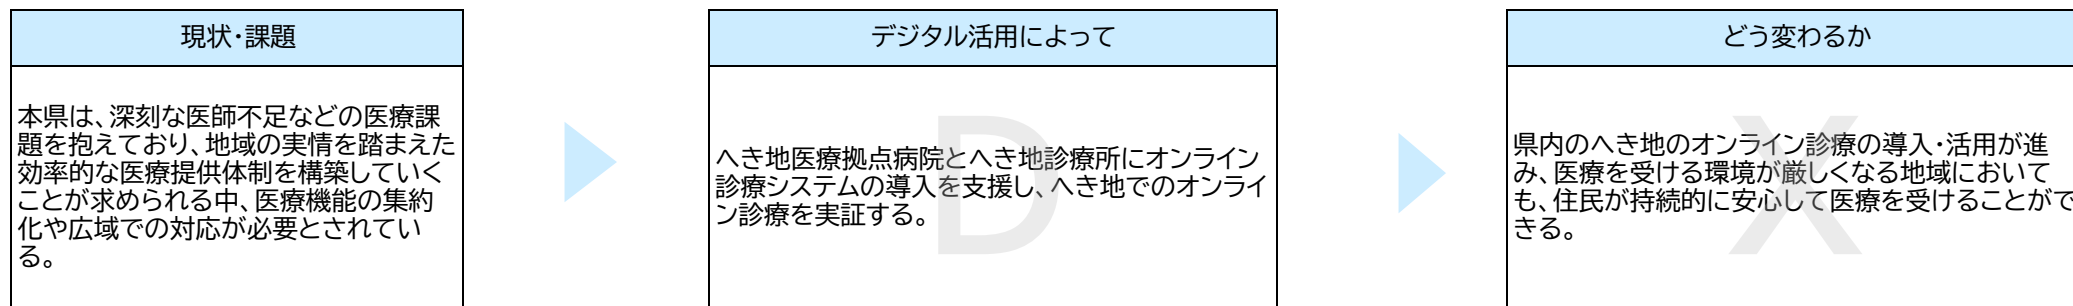 現状・課題
本県は、深刻な医師不足などの医療課
題を抱えており、地域の実情を踏まえた
効率的な医療提供体制を構築していく
ことが求められる中、医療機能の集約
化や広域での対応が必要とされてい
る。
デジタル活用によって
D
へき地医療拠点病院とへき地診療所にオンライン
診療システムの導入を支援し、へき地でのオンライ
ン診療を実証する。
どう変わるか
X
県内のへき地のオンライン診療の導入・活用が進
み、医療を受ける環境が厳しくなる地域において
も、住民が持続的に安心して医療を受けることがで
きる。